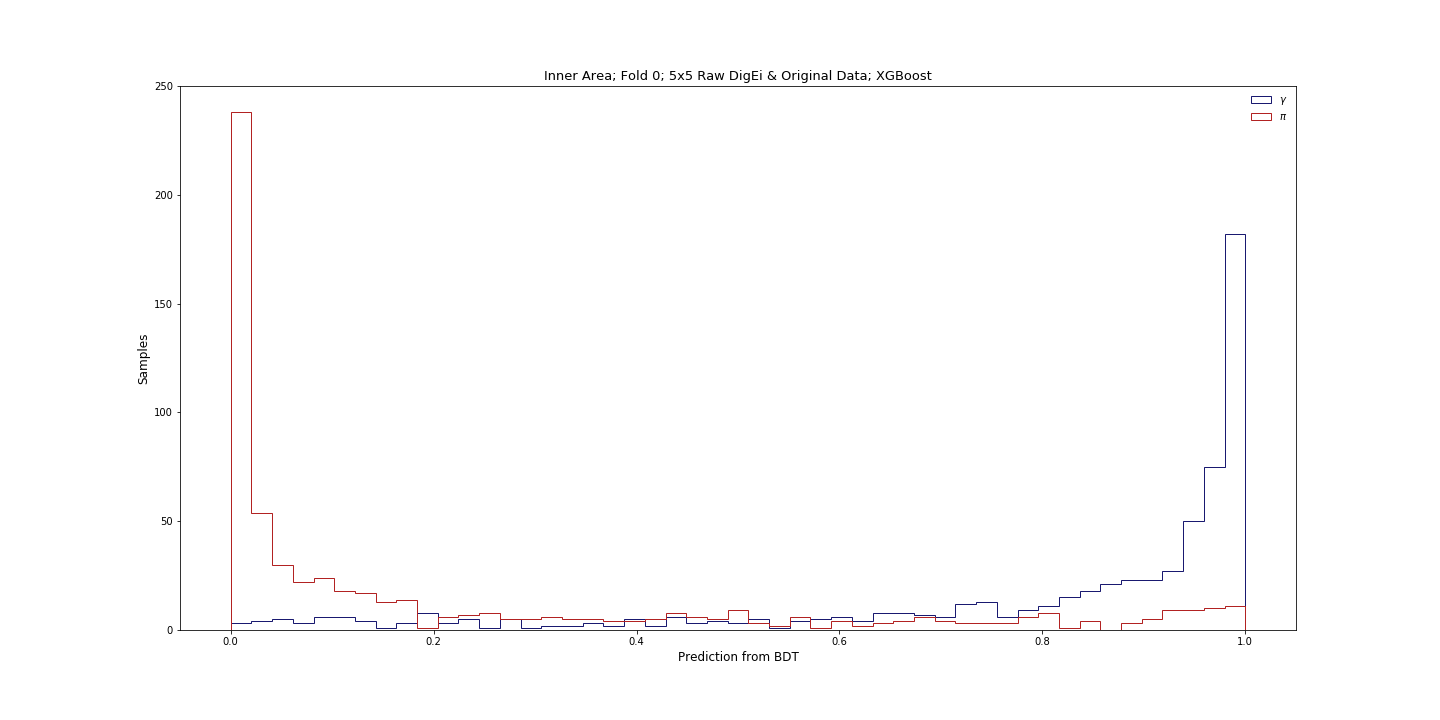 Inner Area; Fold 0; 5x5 Raw DigEi & Original Data; XGBoost
250
200
150
100
50
0
Samples
0.0 0.2 0.4 0.6 0.8 1.0
Prediction from BDT
γ
π